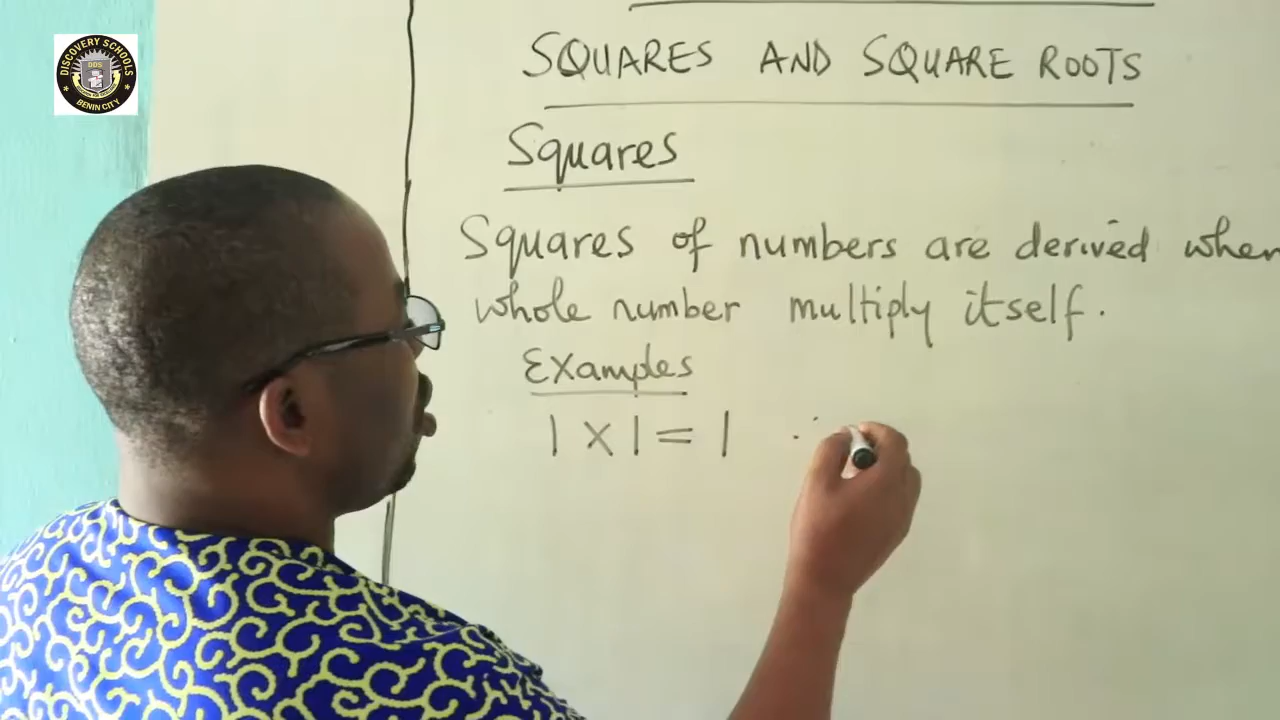 DISCOVERY SCHOOLS
DDS
BENIN CITY
SQUARES AND SQUARE ROOTS
Squares
Squares of numbers are derived when
whole number multiply itself.
Examples
1 x 1 = 1